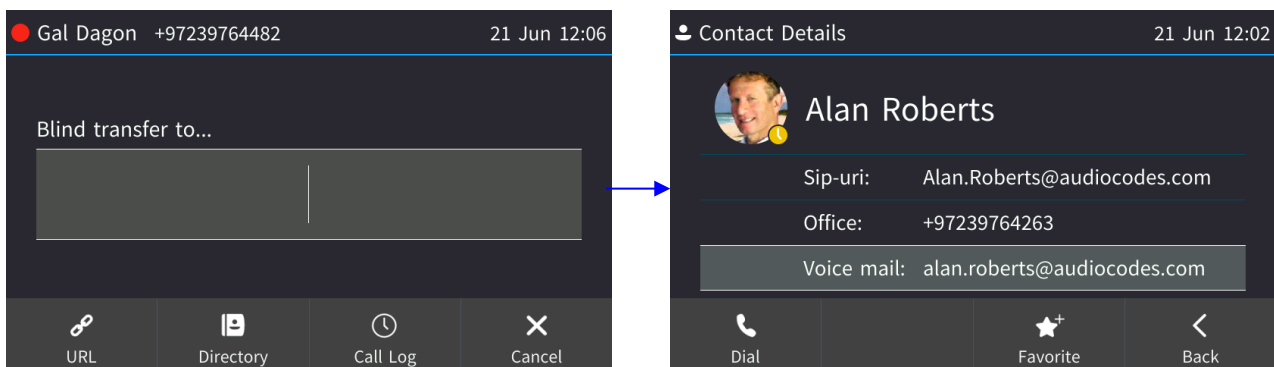 Gal Dagon +97239764482 21 Jun 12:06
Blind transfer to...
URL Directory Call Log Cancel
Contact Details 21 Jun 12:02
Alan Roberts
Sip-uri: Alan.Roberts@audiocodes.com
Office: +97239764263
Voice mail: alan.roberts@audiocodes.com
Dial Favorite Back